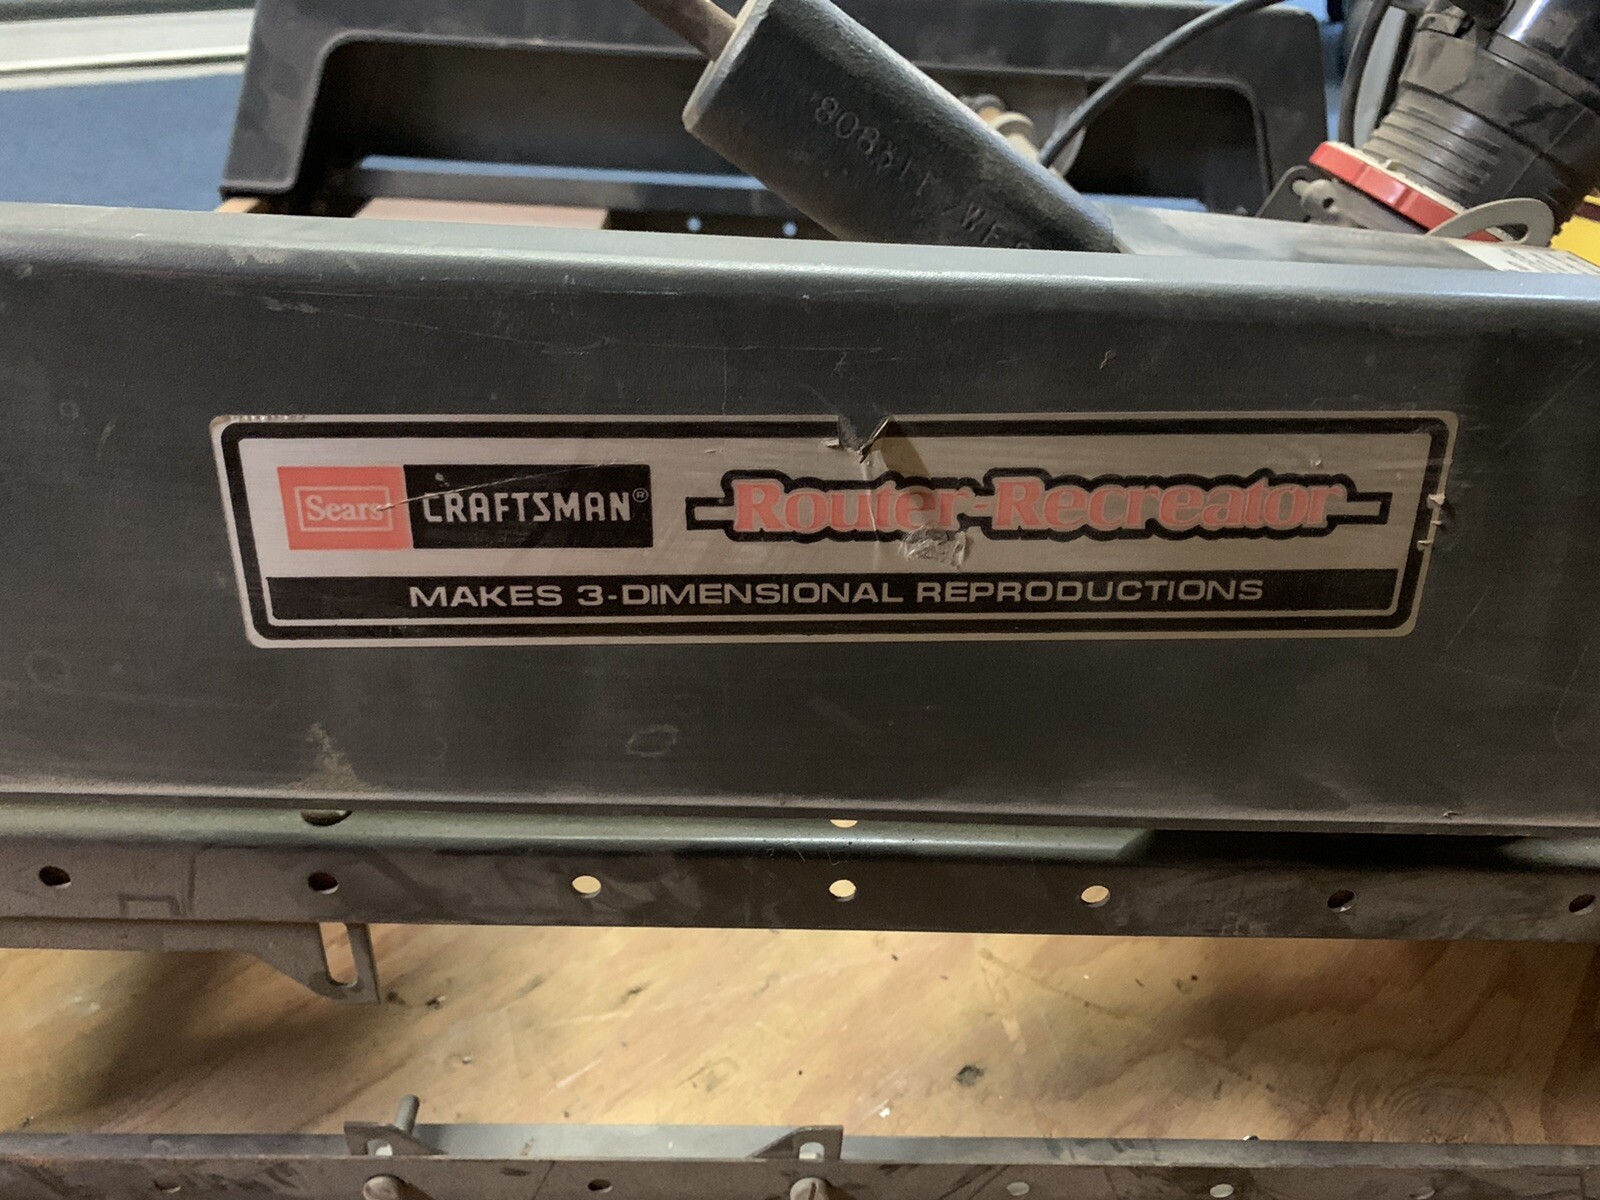 Sears CRAFTSMAN® Router-Recreator
MAKES 3-DIMENSIONAL REPRODUCTIONS